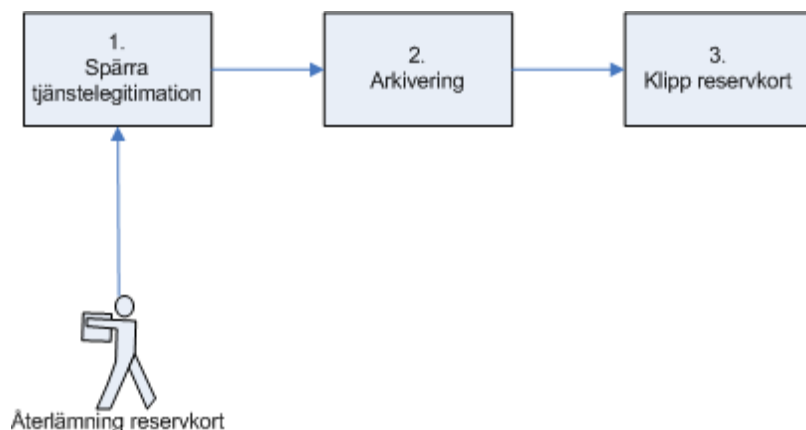 1.
Spärra
tjänstelegitimation
2.
Arkivering
3.
Klipp reservkort
Återlämning reservkort